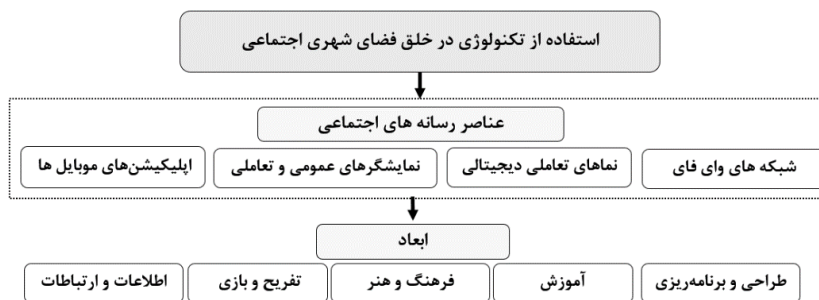 استفاده از تکنولوژی در خلق فضای شهری اجتماعی
عناصر رسانه های اجتماعی
شبکه های وای فای
نماهای تعاملی دیجیتالی
نمایشگرهای عمومی و تعاملی
اپلیکیشن‌های موبایل ها
ابعاد
طراحی و برنامه‌ریزی
آموزش
فرهنگ و هنر
تفریح و بازی
اطلاعات و ارتباطات